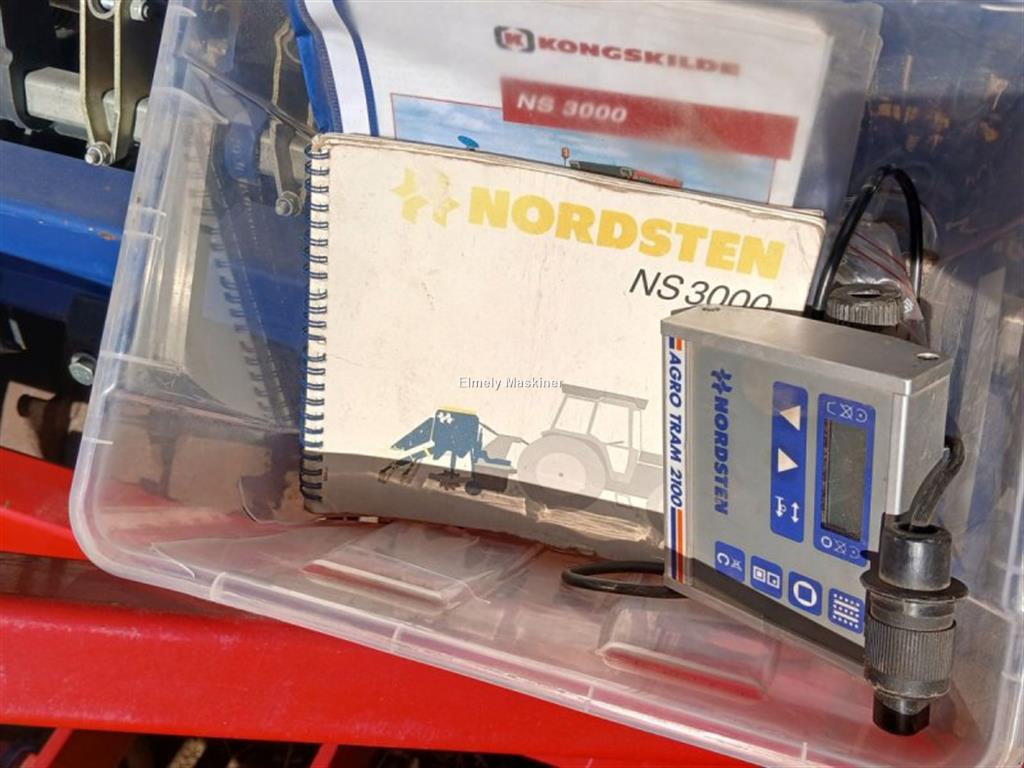 KONGSKILDE
NS 3000
NORDSTEN
NS 3000
Elmely Maskiner
AGRO TRAM 2100
NORDSTEN